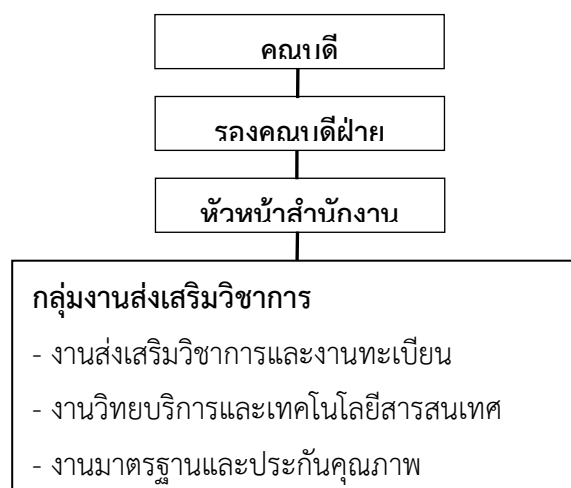 คณบดี
รองคณบดีฝ่าย
หัวหน้าสำนักงาน
กลุ่มงานส่งเสริมวิชาการ
- งานส่งเสริมวิชาการและงานทะเบียน
- งานวิทยบริการและเทคโนโลยีสารสนเทศ
- งานมาตรฐานและประกันคุณภาพ